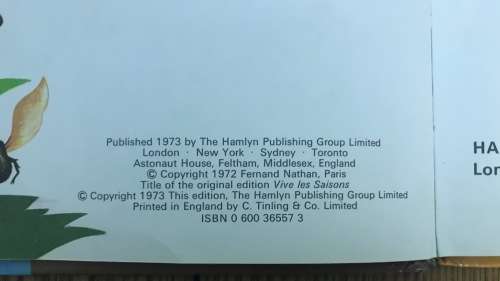 Published 1973 by The Hamlyn Publishing Group Limited
London · New York · Sydney · Toronto
Astonaut House, Feltham, Middlesex, England
© Copyright 1972 Fernand Nathan, Paris
Title of the original edition Vive les Saisons
© Copyright 1973 This edition, The Hamlyn Publishing Group Limited
Printed in England by C. Tinling & Co. Limited
ISBN 0 600 36557 3
HA
Lon